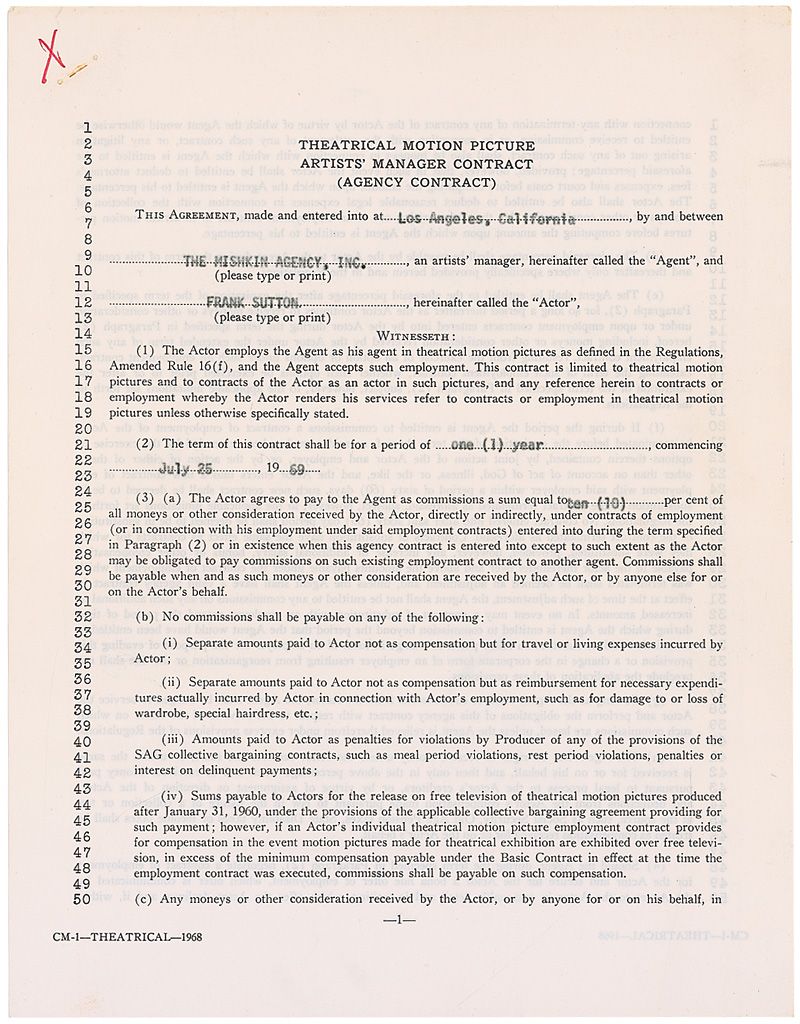 X
1
2
3
4
5
6
7
8
9
10
11
12
13
14
15
16
17
18
19
20
21
22
23
24
25
26
27
28
29
30
31
32
33
34
35
36
37
38
39
40
41
42
43
44
45
46
47
48
49
50
THEATRICAL MOTION PICTURE
ARTISTS' MANAGER CONTRACT
(AGENCY CONTRACT)
THIS AGREEMENT, made and entered into at....Los Angeles, California..............., by and between
.....................THE MISHKIN AGENCY, INC............, an artists' manager, hereinafter called the "Agent", and
(please type or print)
...........................FRANK SUTTON............................, hereinafter called the "Actor",
(please type or print)
WITNESSETH:
(1) The Actor employs the Agent as his agent in theatrical motion pictures as defined in the Regulations,
Amended Rule 16(f), and the Agent accepts such employment. This contract is limited to theatrical motion
pictures and to contracts of the Actor as an actor in such pictures, and any reference herein to contracts or
employment whereby the Actor renders his services refer to contracts or employment in theatrical motion
pictures unless otherwise specifically stated.
(2) The term of this contract shall be for a period of ....one (1) year..............................., commencing
..............July 25............., 19...69.....
(3) (a) The Actor agrees to pay to the Agent as commissions a sum equal to ten (10)..........per cent of
all moneys or other consideration received by the Actor, directly or indirectly, under contracts of employment
(or in connection with his employment under said employment contracts) entered into during the term specified
in Paragraph (2) or in existence when this agency contract is entered into except to such extent as the Actor
may be obligated to pay commissions on such existing employment contract to another agent. Commissions shall
be payable when and as such moneys or other consideration are received by the Actor, or by anyone else for or
on the Actor's behalf.
(b) No commissions shall be payable on any of the following:
(i) Separate amounts paid to Actor not as compensation but for travel or living expenses incurred by
Actor;
(ii) Separate amounts paid to Actor not as compensation but as reimbursement for necessary expendi-
tures actually incurred by Actor in connection with Actor's employment, such as for damage to or loss of
wardrobe, special hairdress, etc.;
(iii) Amounts paid to Actor as penalties for violations by Producer of any of the provisions of the
SAG collective bargaining contracts, such as meal period violations, rest period violations, penalties or
interest on delinquent payments;
(iv) Sums payable to Actors for the release on free television of theatrical motion pictures produced
after January 31, 1960, under the provisions of the applicable collective bargaining agreement providing for
such payment; however, if an Actor's individual theatrical motion picture employment contract provides
for compensation in the event motion pictures made for theatrical exhibition are exhibited over free televi-
sion, in excess of the minimum compensation payable under the Basic Contract in effect at the time the
employment contract was executed, commissions shall be payable on such compensation.
(c) Any moneys or other consideration received by the Actor, or by anyone for or on his behalf, in
—1—
CM-1—THEATRICAL—1968